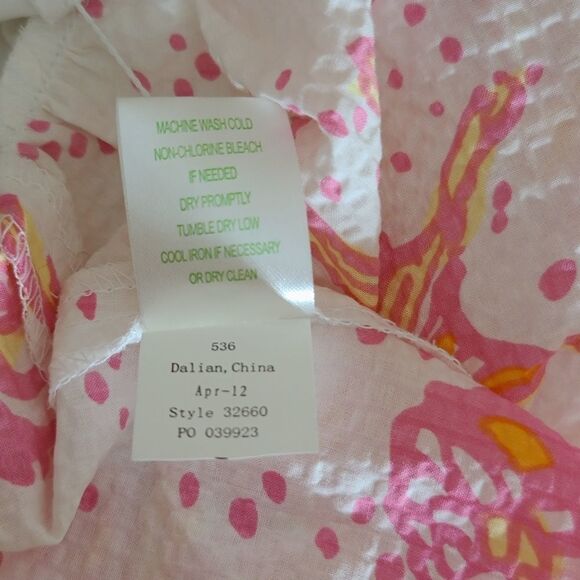 MACHINE WASH COLD
NON-CHLORINE BLEACH
IF NEEDED
DRY PROMPTLY
TUMBLE DRY LOW
COOL IRON IF NECESSARY
OR DRY CLEAN
536
Dalian, China
Apr-12
Style 32660
PO 039923